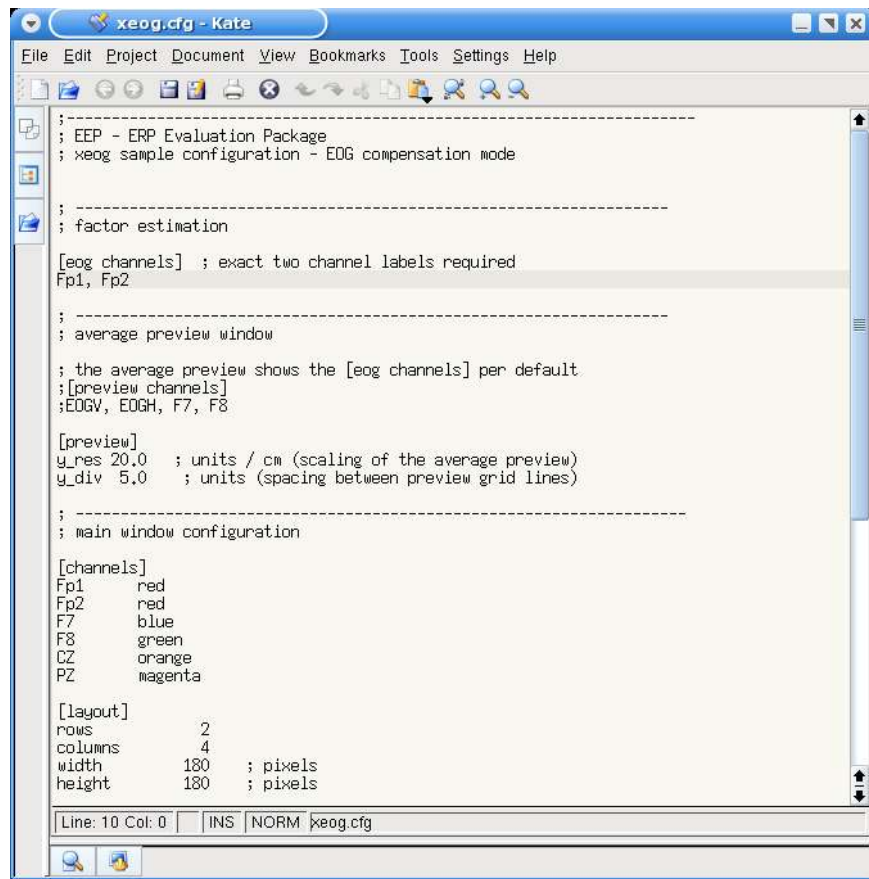 xeog.cfg - Kate
File Edit Project Document View Bookmarks Tools Settings Help
;---------------------------------------------------------------------
; EEP - ERP Evaluation Package
; xeog sample configuration - EOG compensation mode
; -----------------------------------------------------------------
; factor estimation
[eog channels]  ; exact two channel labels required
Fp1, Fp2
; -----------------------------------------------------------------
; average preview window
; the average preview shows the [eog channels] per default
;[preview channels]
;EOGV, EOGH, F7, F8
[preview]
y_res 20.0   ; units / cm (scaling of the average preview)
y_div  5.0    ; units (spacing between preview grid lines)
; -------------------------------------------------------------------
; main window configuration
[channels]
Fp1      red
Fp2      red
F7       blue
F8       green
CZ       orange
PZ       magenta
[layout]
rows            2
columns         4
width         180    ; pixels
height        180    ; pixels
Line: 10 Col: 0 INS NORM xeog.cfg